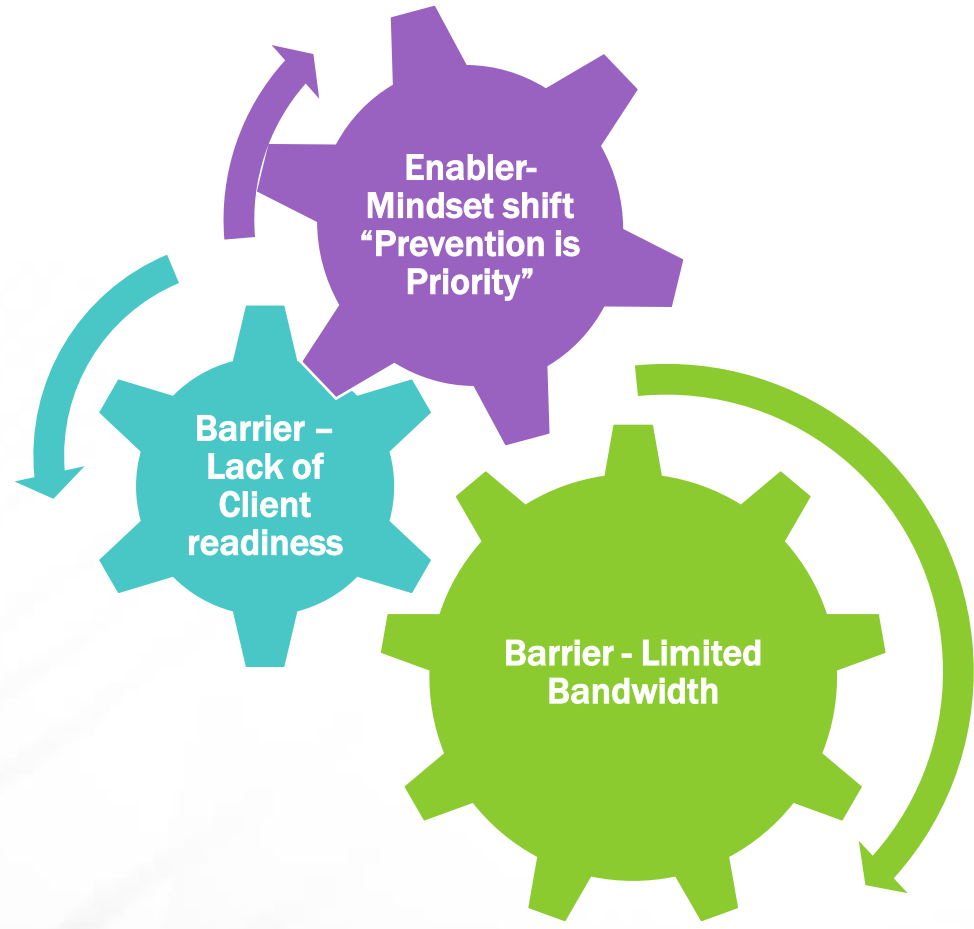 Enabler-
Mindset shift
“Prevention is
Priority”
Barrier –
Lack of
Client
readiness
Barrier - Limited
Bandwidth